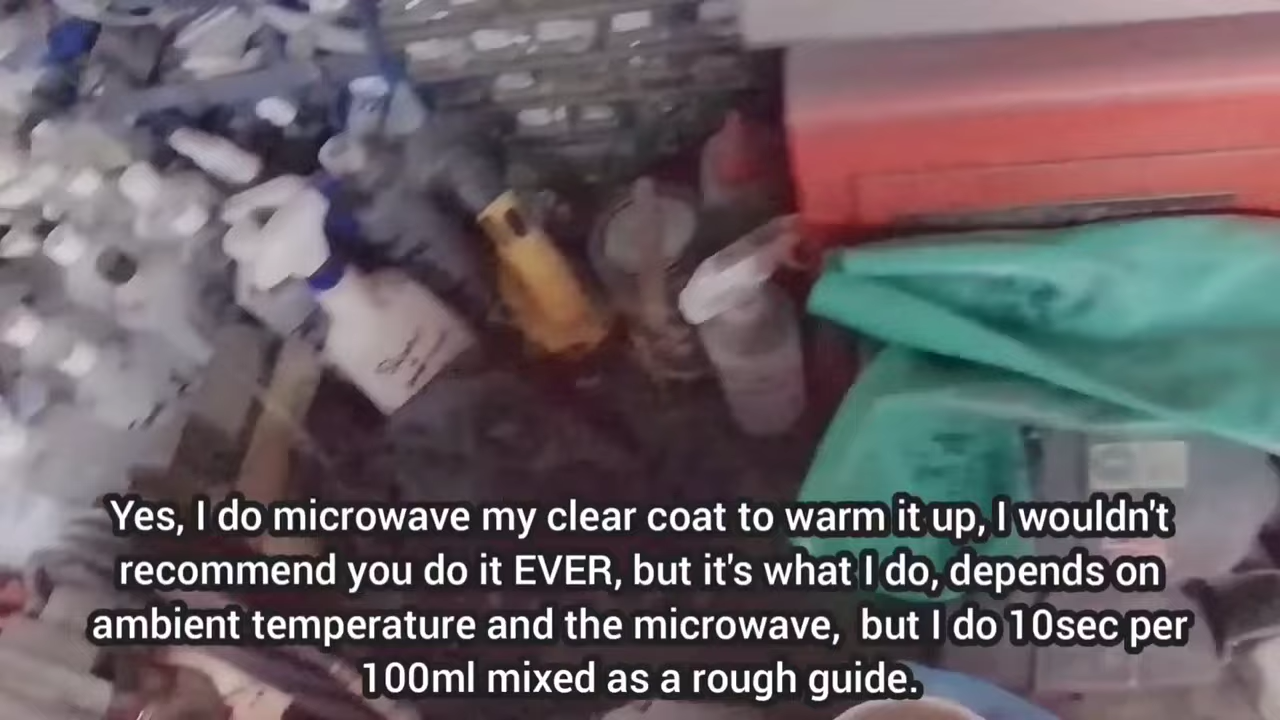 Yes, I do microwave my clear coat to warm it up, I wouldn't
recommend you do it EVER, but it's what I do, depends on
ambient temperature and the microwave,  but I do 10sec per
100ml mixed as a rough guide.